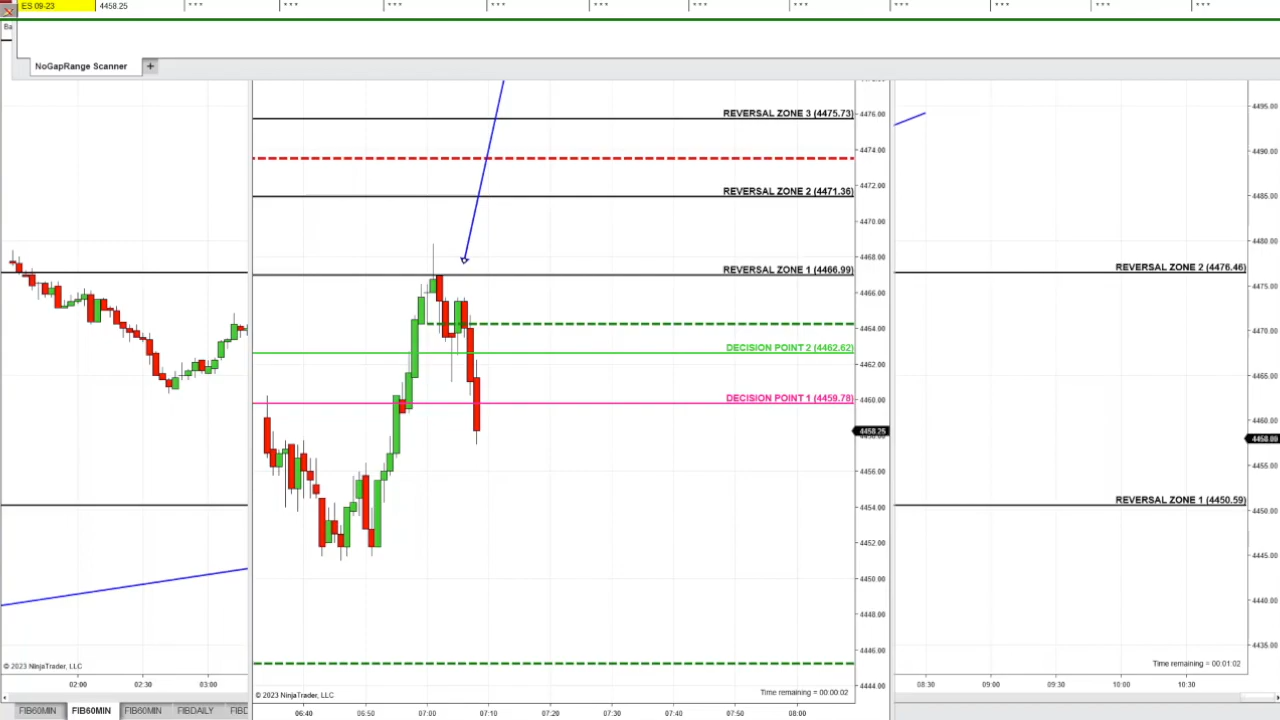 ES 09-23 4458.25
NoGapRange Scanner +
REVERSAL ZONE 3 (4475.73)
REVERSAL ZONE 2 (4471.36)
REVERSAL ZONE 1 (4466.99)
DECISION POINT 2 (4462.62)
DECISION POINT 1 (4459.78)
4476.00
4474.00
4472.00
4470.00
4468.00
4466.00
4464.00
4462.00
4460.00
4458.25
4456.00
4454.00
4452.00
4450.00
4448.00
4446.00
4444.00
REVERSAL ZONE 2 (4476.46)
REVERSAL ZONE 1 (4450.59)
4495.00
4490.00
4485.00
4480.00
4475.00
4470.00
4465.00
4460.00
4455.00
4450.00
4445.00
4440.00
4435.00
© 2023 NinjaTrader, LLC
02:00 02:30 03:00
© 2023 NinjaTrader, LLC
Time remaining = 00:00:02
06:40 06:50 07:00 07:10 07:20 07:30 07:40 07:50 08:00
Time remaining = 00:01:02
08:30 09:00 09:30 10:00 10:30
FIB60MIN FIB60MIN FIB60MIN FIBDAILY FIBD